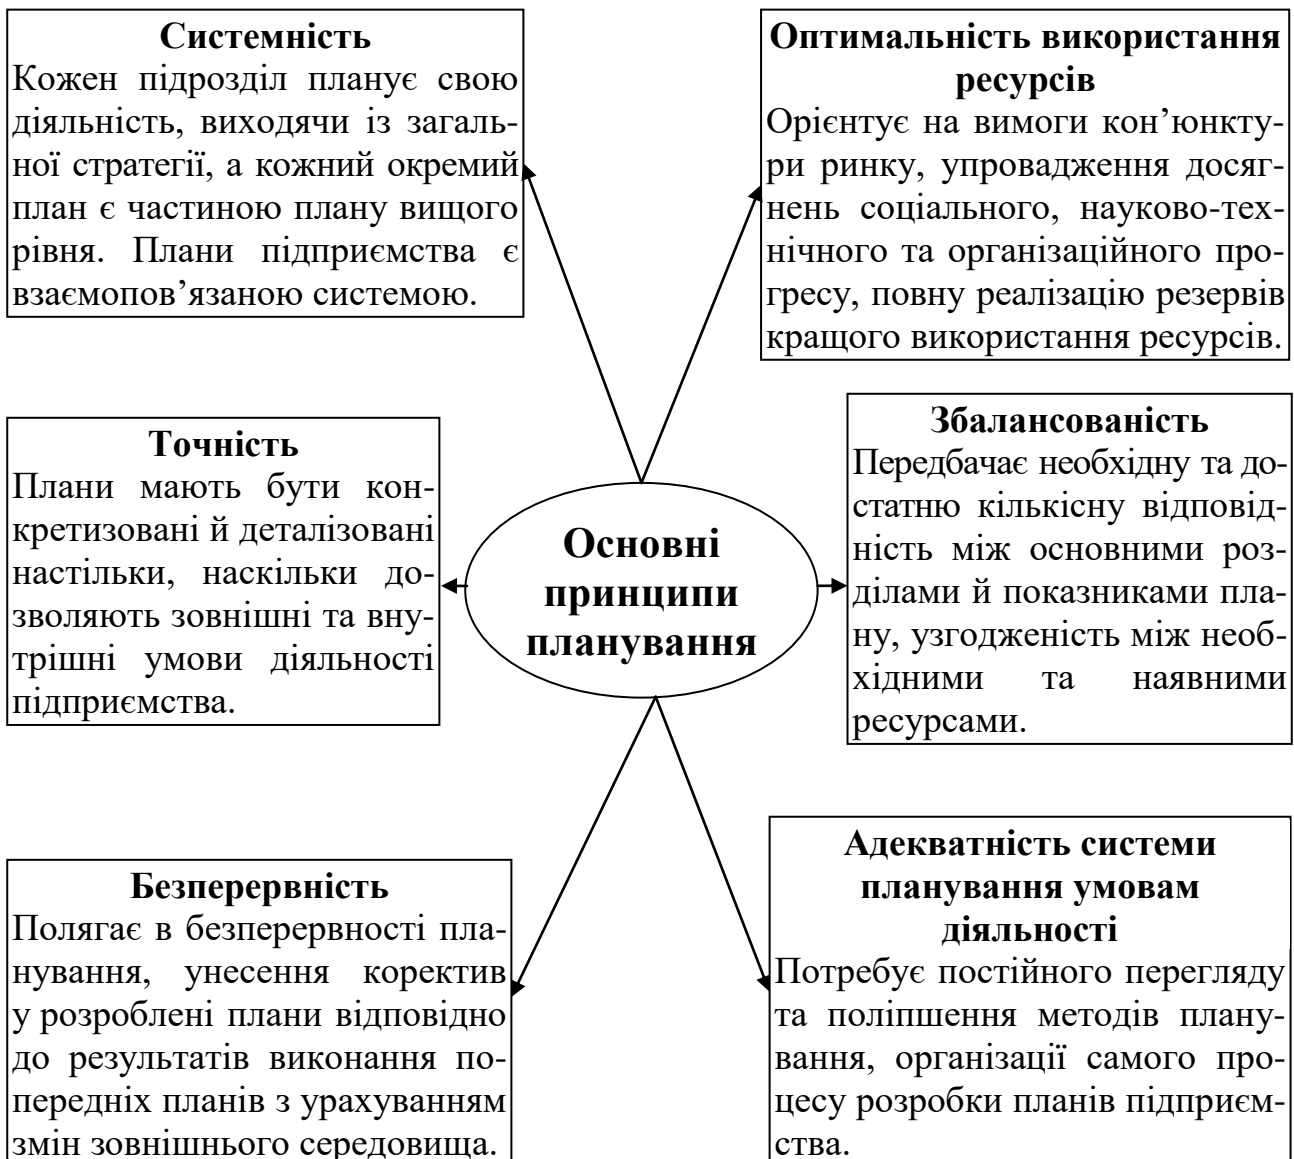 Системність
Кожен підрозділ планує свою
діяльність, виходячи із загаль-
ної стратегії, а кожний окремий
план є частиною плану вищого
рівня. Плани підприємства є
взаємопов’язаною системою.
Оптимальність використання
ресурсів
Орієнтує на вимоги кон’юнкту-
ри ринку, упровадження досяг-
нень соціального, науково-тех-
нічного та організаційного про-
гресу, повну реалізацію резервів
кращого використання ресурсів.
Точність
Плани мають бути кон-
кретизовані й деталізовані
настільки, наскільки до-
зволяють зовнішні та вну-
трішні умови діяльності
підприємства.
Основні
принципи
планування
Збалансованість
Передбачає необхідну та до-
статню кількісну відповід-
ність між основними роз-
ділами й показниками пла-
ну, узгодженість між необ-
хідними та наявними
ресурсами.
Безперервність
Полягає в безперервності пла-
нування, унесення коректив
у розроблені плани відповідно
до результатів виконання по-
передніх планів з урахуванням
змін зовнішнього середовища.
Адекватність системи
планування умовам
діяльності
Потребує постійного перегляду
та поліпшення методів плану-
вання, організації самого про-
цесу розробки планів підприєм-
ства.